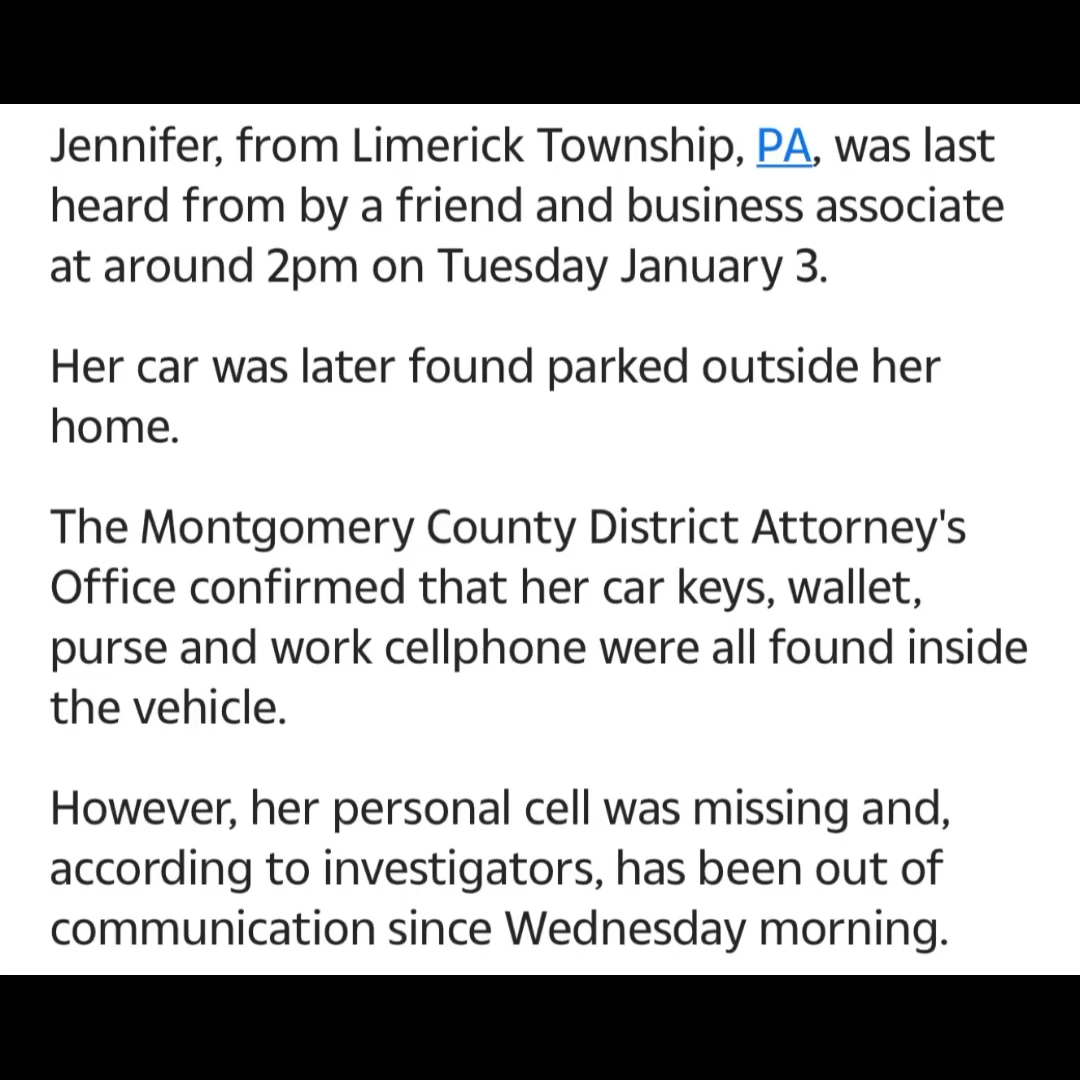 Jennifer, from Limerick Township, PA, was last
heard from by a friend and business associate
at around 2pm on Tuesday January 3.
Her car was later found parked outside her
home.
The Montgomery County District Attorney's
Office confirmed that her car keys, wallet,
purse and work cellphone were all found inside
the vehicle.
However, her personal cell was missing and,
according to investigators, has been out of
communication since Wednesday morning.